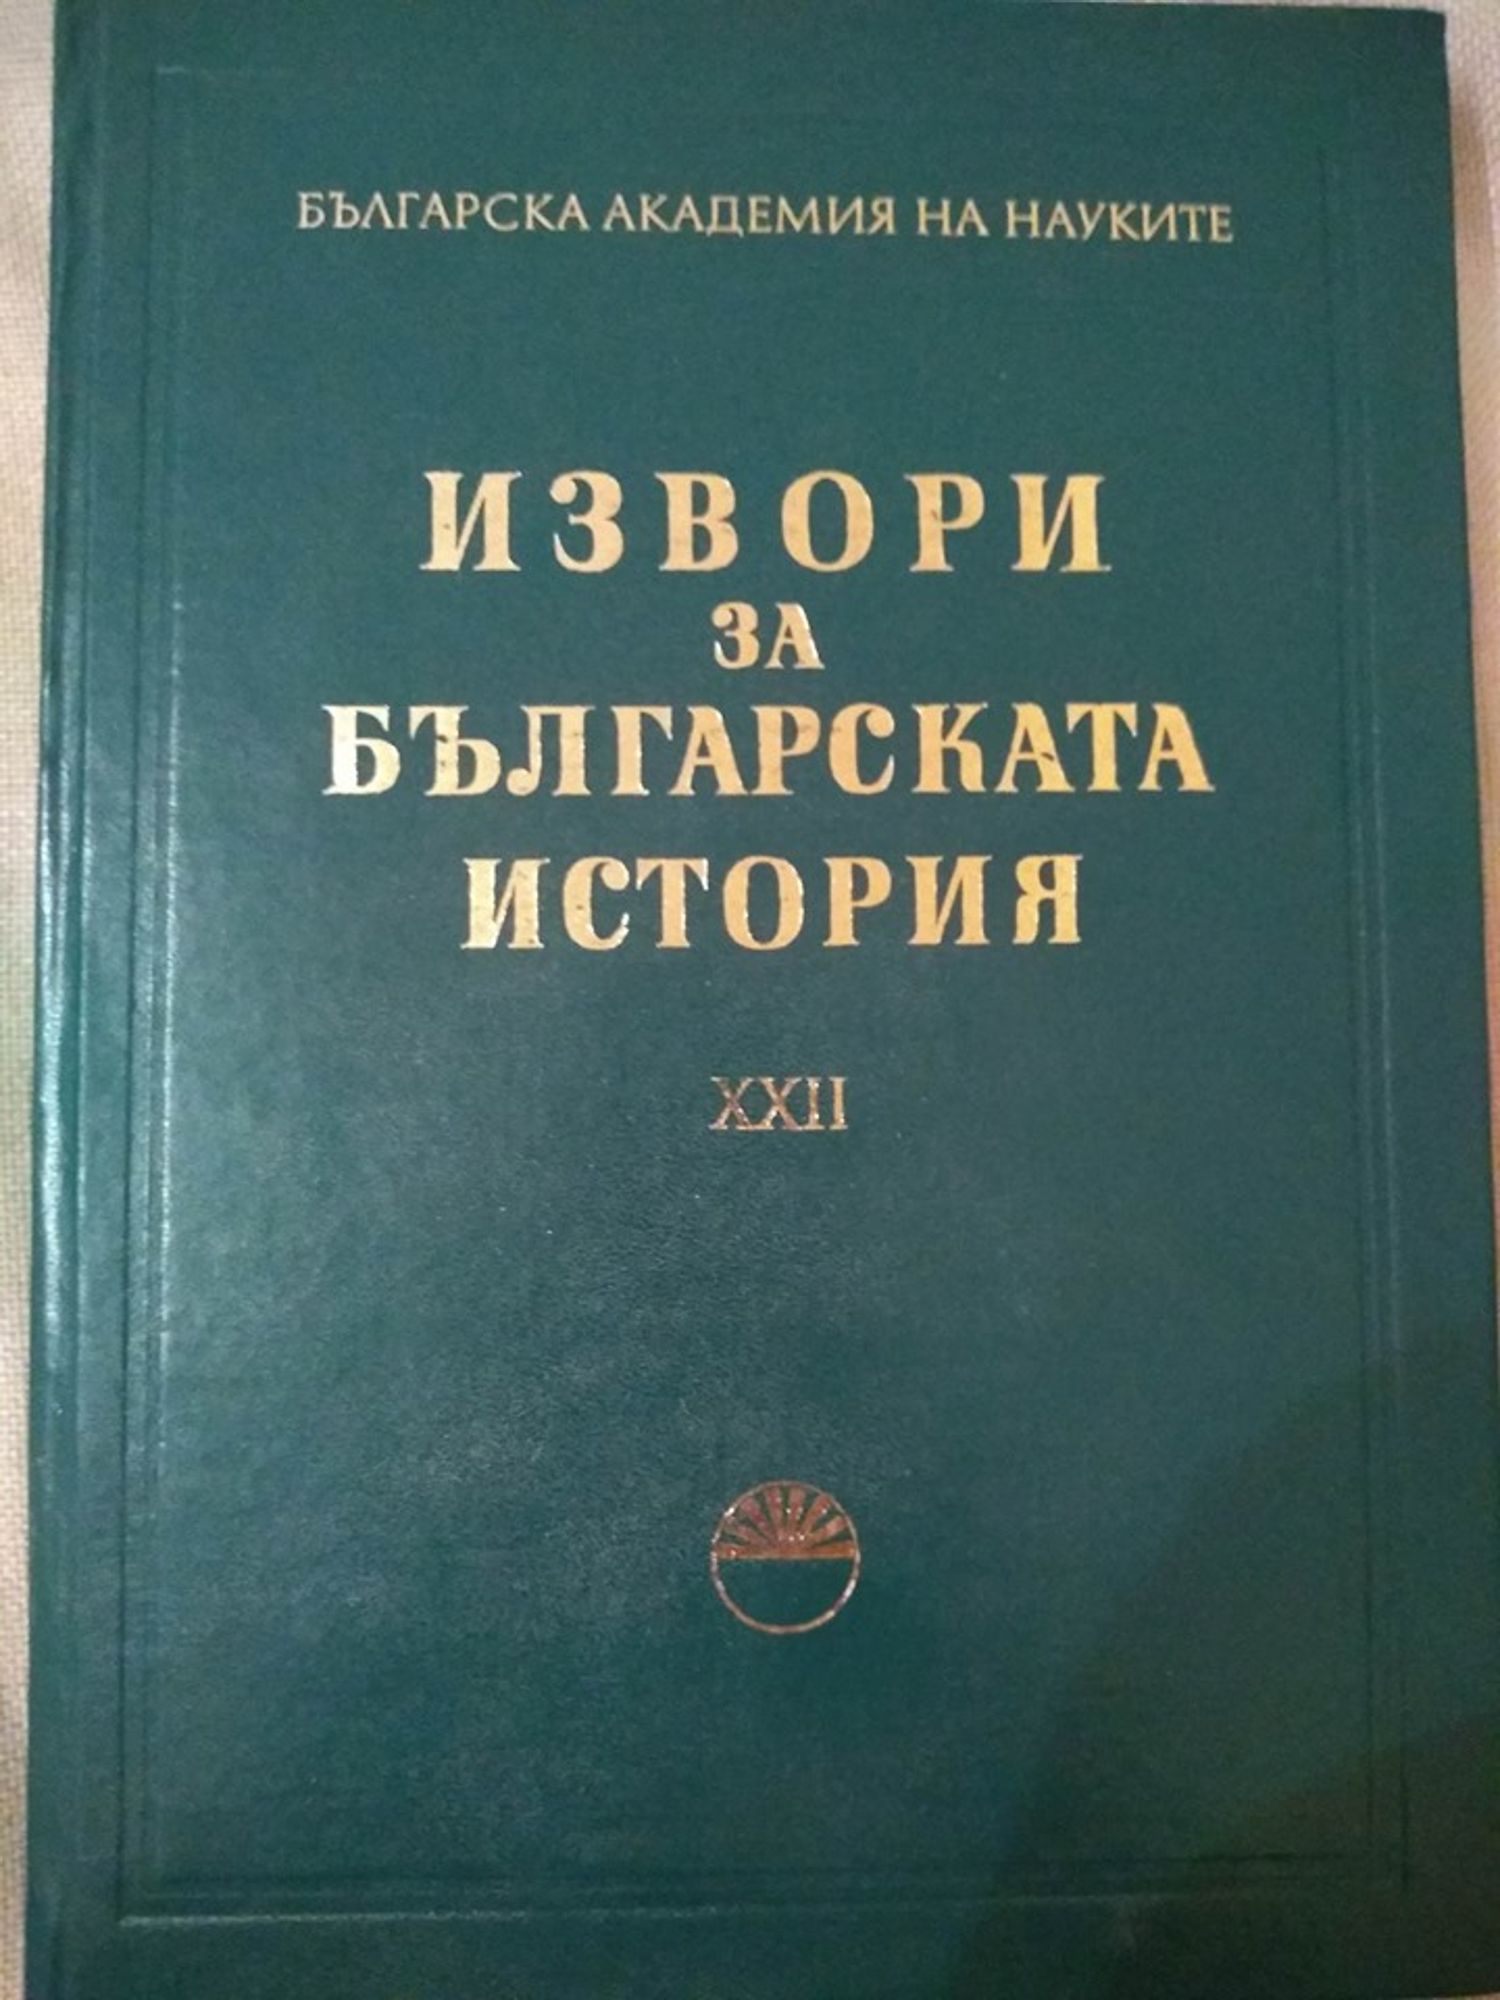 БЪЛГАРСКА АКАДЕМИЯ НА НАУКИТЕ
ИЗВОРИ
ЗА
БЪЛГАРСКАТА
ИСТОРИЯ
XXII